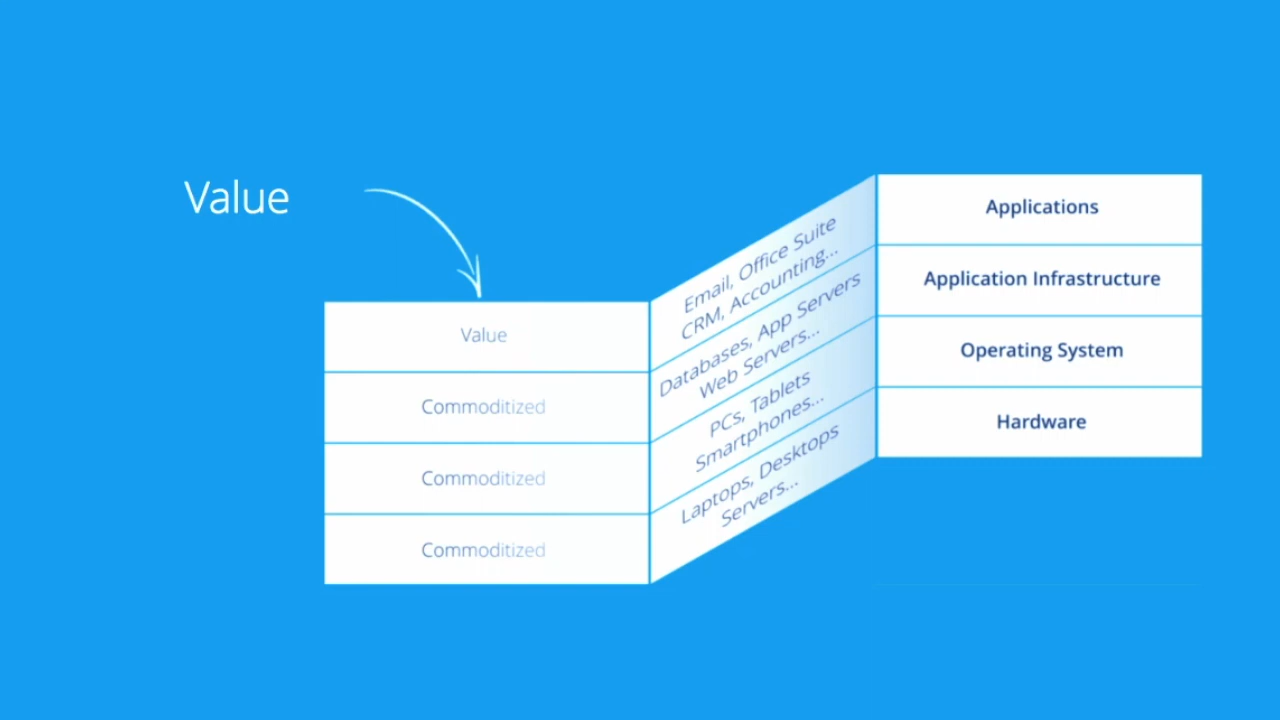 Value
Value
Commoditized
Commoditized
Commoditized
Email, Office Suite
CRM, Accounting...
Databases, App Servers
Web Servers...
PCs, Tablets
Smartphones...
Laptops, Desktops
Servers...
Applications
Application Infrastructure
Operating System
Hardware